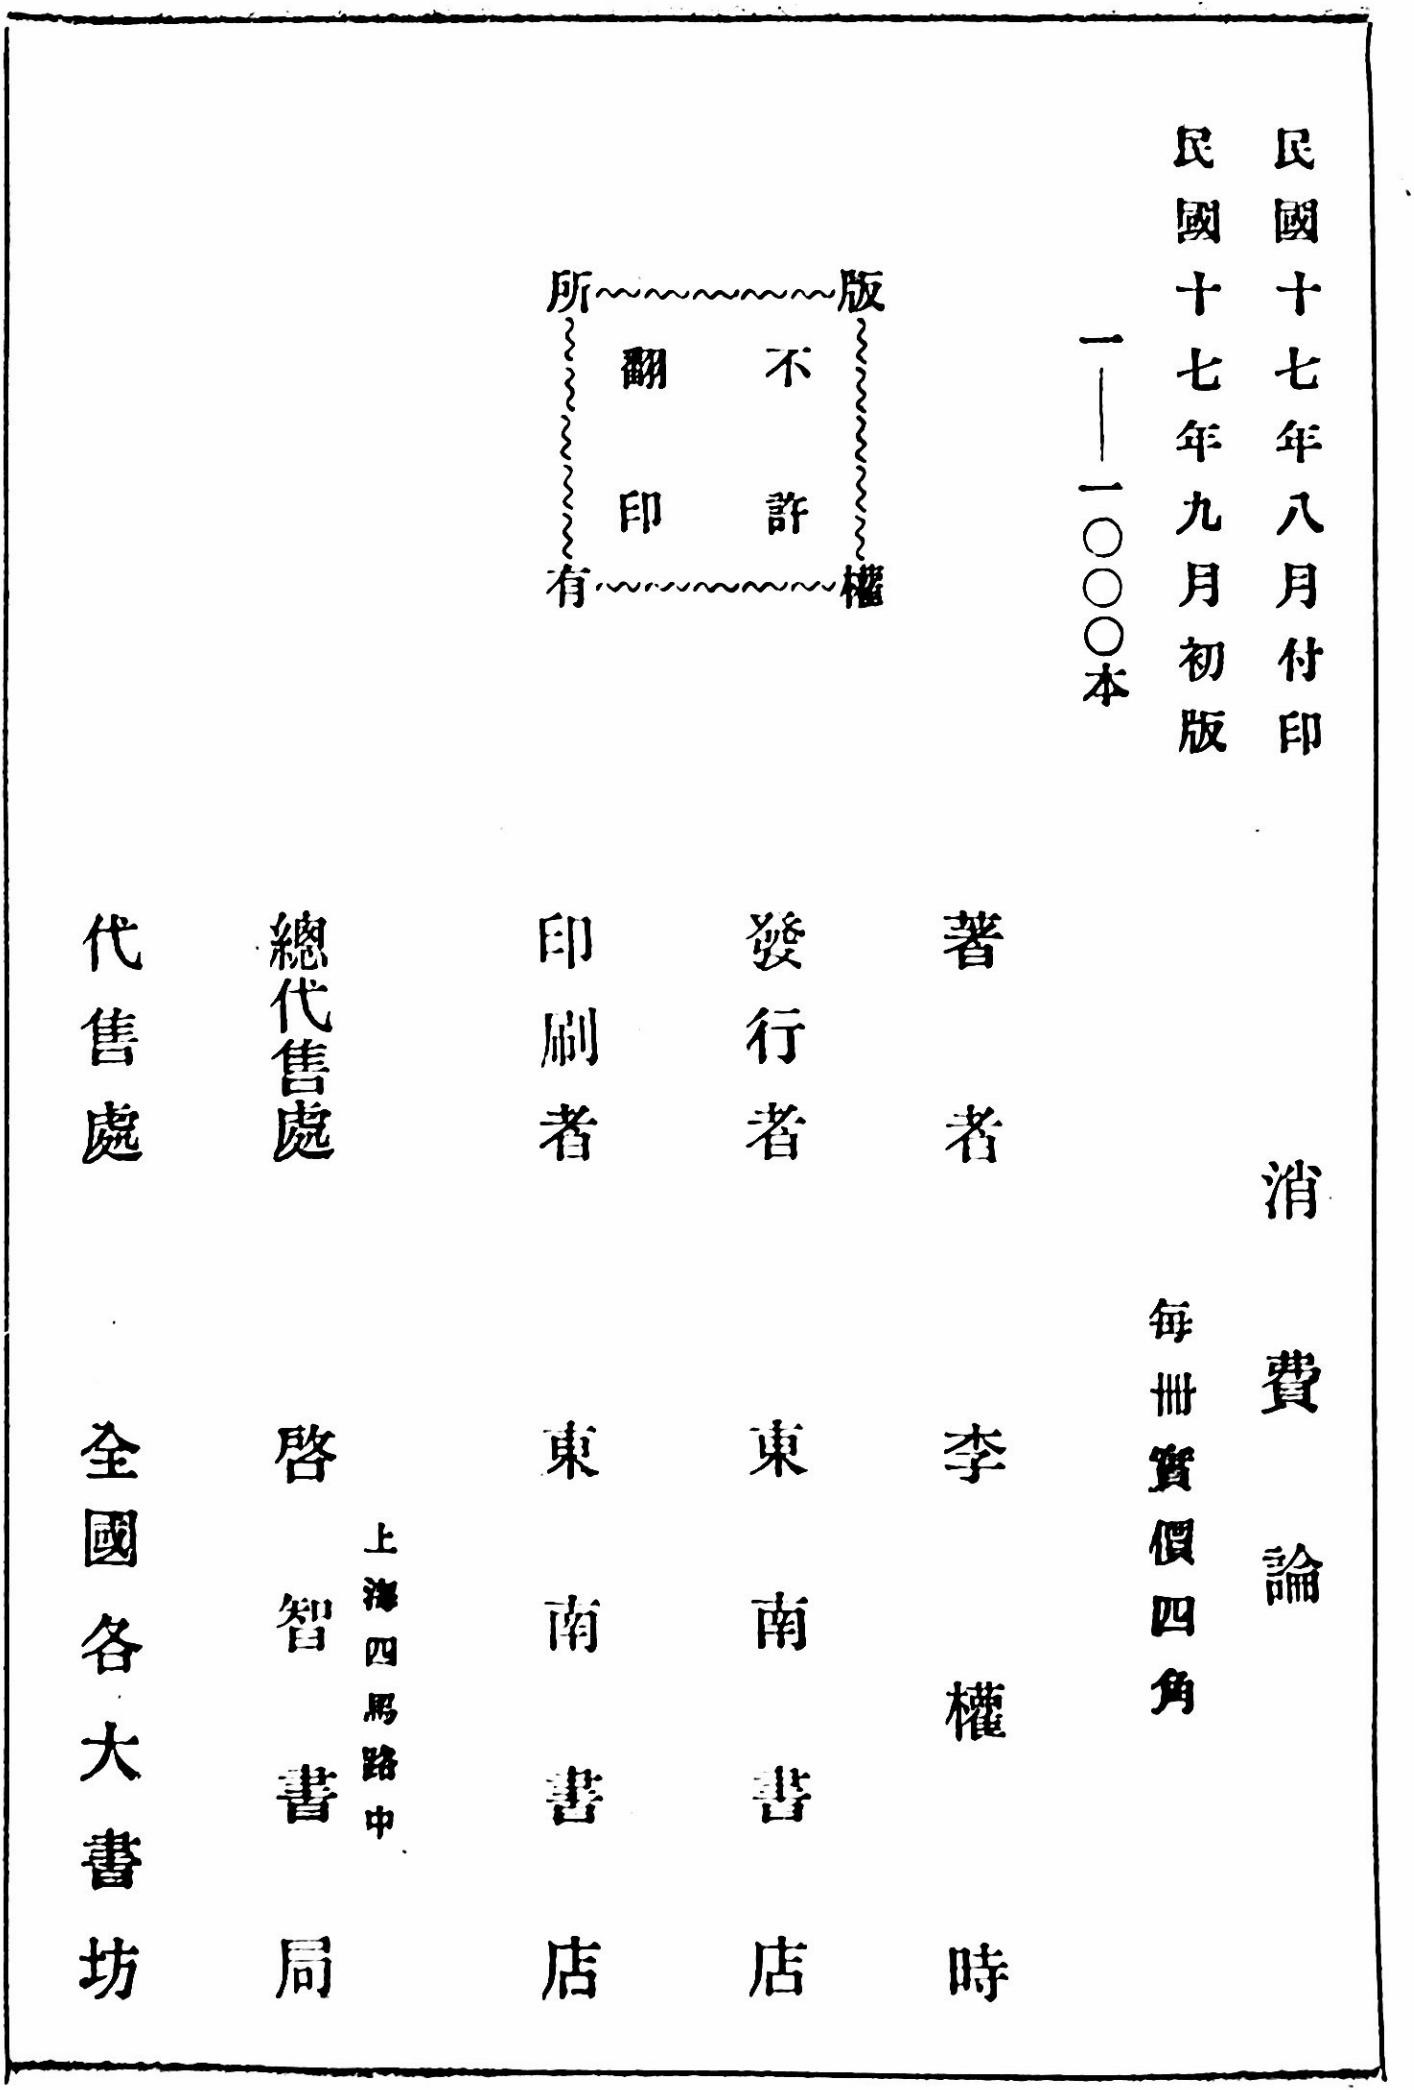 民國十七年八月付印
民國十七年九月初版
一——一〇〇〇本
版權所有
不許
翻印
消費論
每冊實價四角
著者 李權時
發行者 東南書店
印刷者 東南書店
上海四馬路中
總代售處 啓智書局
代售處 全國各大書坊